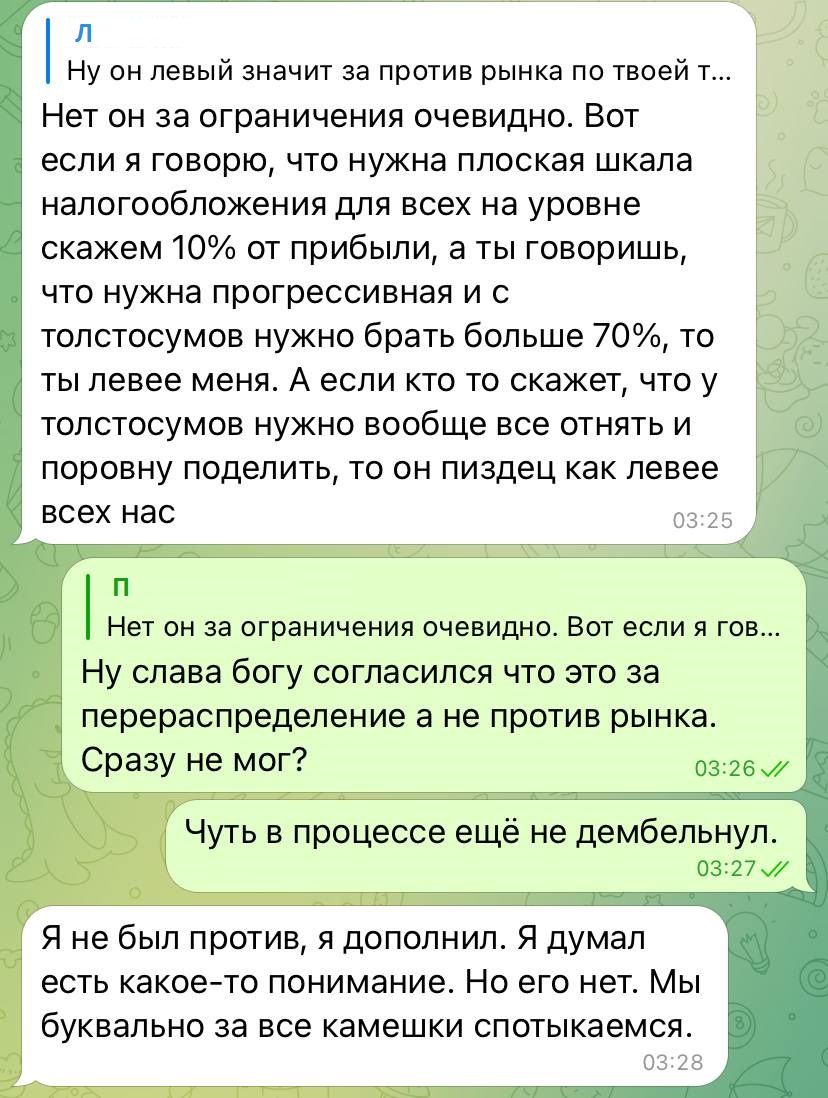 Л
Ну он левый значит за против рынка по твоей т...
Нет он за ограничения очевидно. Вот
если я говорю, что нужна плоская шкала
налогообложения для всех на уровне
скажем 10% от прибыли, а ты говоришь,
что нужна прогрессивная и с
толстосумов нужно брать больше 70%, то
ты левее меня. А если кто то скажет, что у
толстосумов нужно вообще все отнять и
поровну поделить, то он пиздец как левее
всех нас
03:25
П
Нет он за ограничения очевидно. Вот если я гов...
Ну слава богу согласился что это за
перераспределение а не против рынка.
Сразу не мог?
03:26
Чуть в процессе ещё не дембельнул.
03:27
Я не был против, я дополнил. Я думал
есть какое-то понимание. Но его нет. Мы
буквально за все камешки спотыкаемся.
03:28